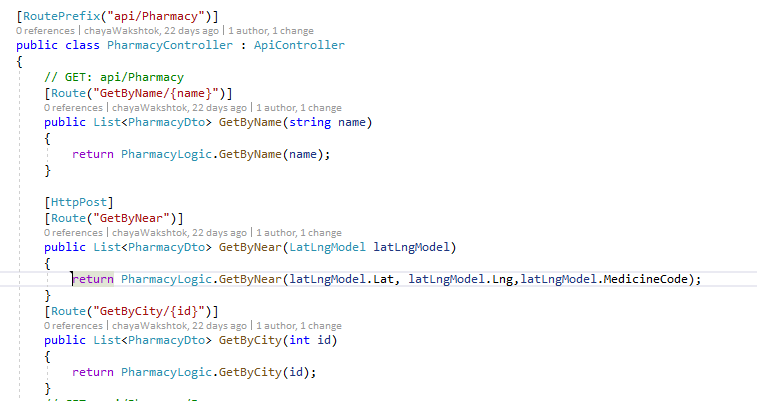 [RoutePrefix("api/Pharmacy")]
0 references | chayaWakshtok, 22 days ago | 1 author, 1 change
public class PharmacyController : ApiController
{
// GET: api/Pharmacy
[Route("GetByName/{name}")]
0 references | chayaWakshtok, 22 days ago | 1 author, 1 change
public List<PharmacyDto> GetByName(string name)
{
return PharmacyLogic.GetByName(name);
}
[HttpPost]
[Route("GetByNear")]
0 references | chayaWakshtok, 22 days ago | 1 author, 1 change
public List<PharmacyDto> GetByNear(LatLngModel latLngModel)
{
return PharmacyLogic.GetByNear(latLngModel.Lat, latLngModel.Lng,latLngModel.MedicineCode);
}
[Route("GetByCity/{id}")]
0 references | chayaWakshtok, 22 days ago | 1 author, 1 change
public List<PharmacyDto> GetByCity(int id)
{
return PharmacyLogic.GetByCity(id);
}